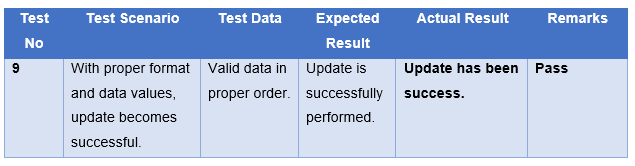 Test No
Test Scenario
Test Data
Expected Result
Actual Result
Remarks
9
With proper format
and data values,
update becomes
successful.
Valid data in
proper order.
Update is
successfully
performed.
Update has been
success.
Pass